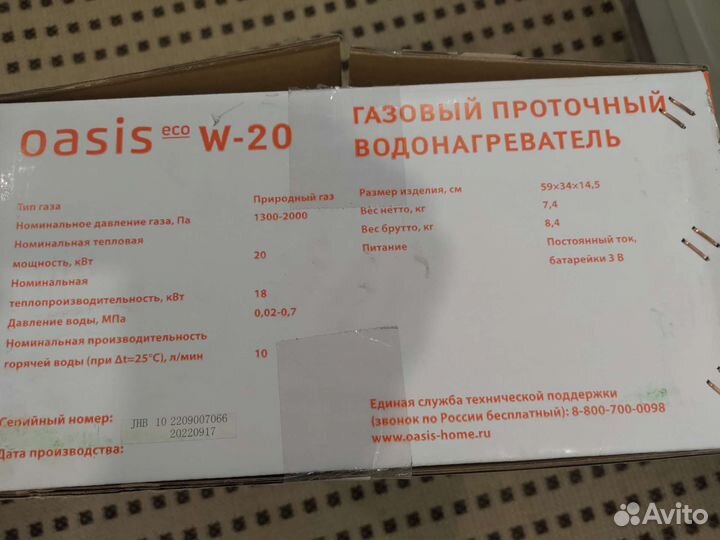 oasis eco W-20
ГАЗОВЫЙ ПРОТОЧНЫЙ
ВОДОНАГРЕВАТЕЛЬ
Тип газа Природный газ
Номинальное давление газа, Па 1300-2000
Номинальная тепловая
мощность, кВт 20
Номинальная
теплопроизводительность, кВт 18
Давление воды, МПа 0,02-0,7
Номинальная производительность
горячей воды (при Δt=25°C), л/мин 10
Размер изделия, см 59×34×14,5
Вес нетто, кг 7,4
Вес брутто, кг 8,4
Питание Постоянный ток,
батарейки 3 В
Серийный номер: JHB 10 2209007066
Дата производства: 20220917
Единая служба технической поддержки
(звонок по России бесплатный): 8-800-700-0098
www.oasis-home.ru
Avito